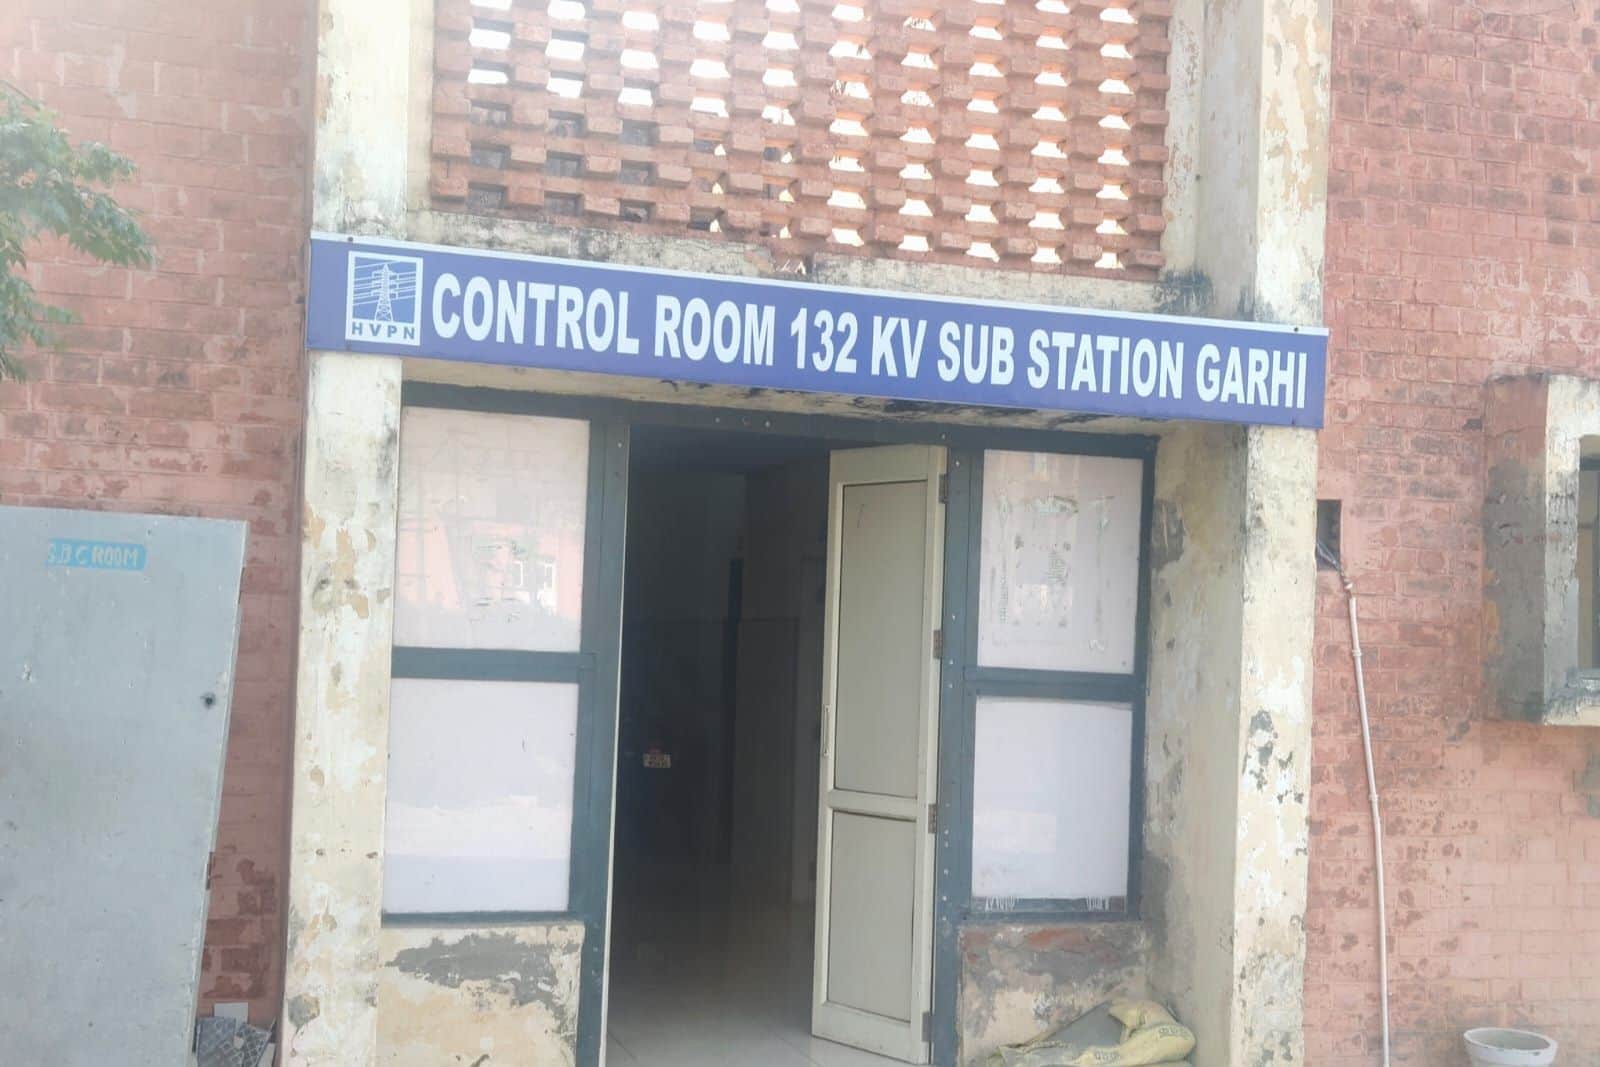 HVPN
CONTROL ROOM 132 KV SUB STATION GARHI
S.D C ROOM